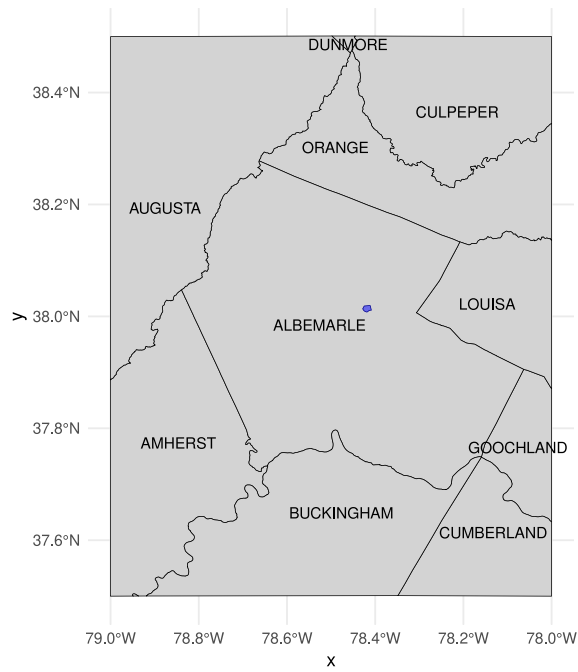 DUNMORE
38.4°N
CULPEPER
ORANGE
38.2°N
AUGUSTA
LOUISA
y
38.0°N
ALBEMARLE
37.8°N
AMHERST
GOOCHLAND
BUCKINGHAM
37.6°N
CUMBERLAND
79.0°W 78.8°W 78.6°W 78.4°W 78.2°W 78.0°W
x